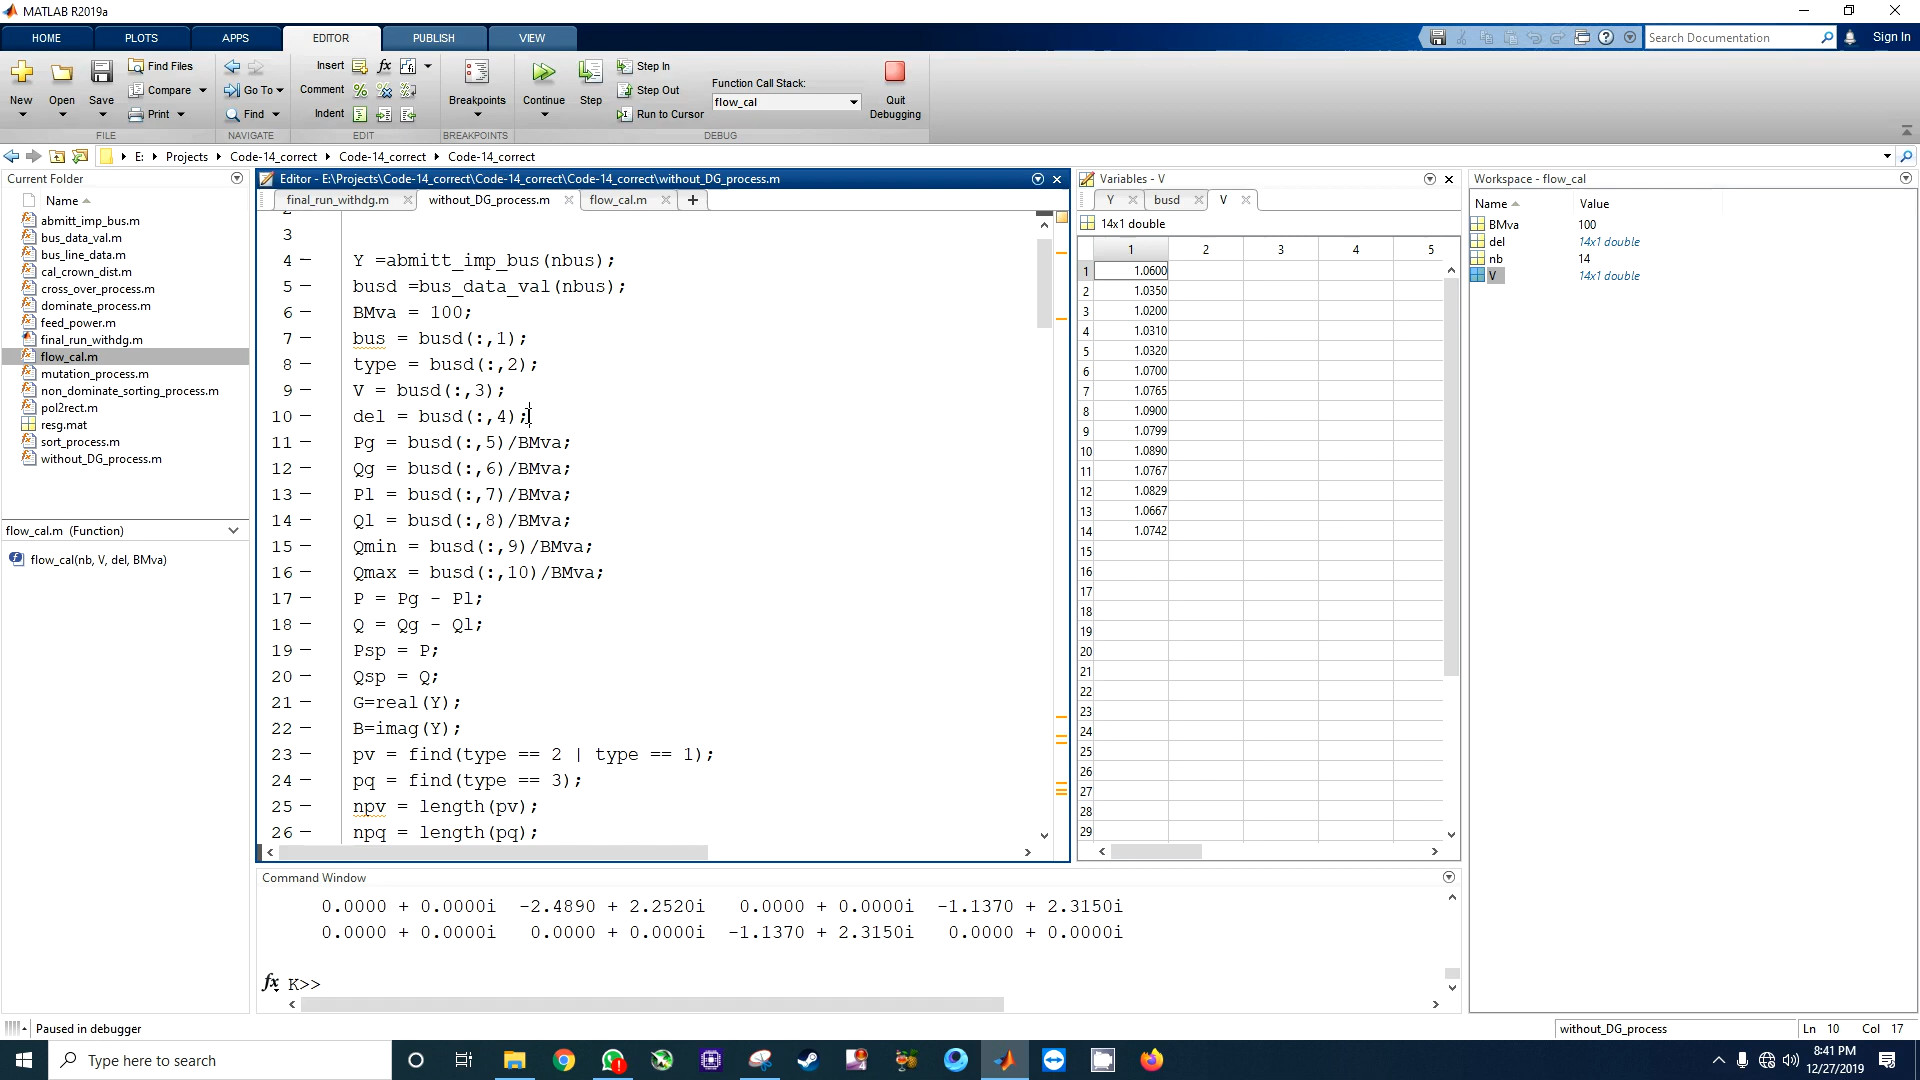 MATLAB R2019a
HOME
PLOTS
APPS
EDITOR
PUBLISH
VIEW
Search Documentation
Sign In
New
Open
Save
Find Files
Compare
Print
Go To
Find
Insert
fx
Comment
Indent
Breakpoints
Continue
Step
Step In
Step Out
Run to Cursor
Function Call Stack:
flow_cal
Quit
Debugging
FILE
NAVIGATE
EDIT
BREAKPOINTS
DEBUG
E:
Projects
Code-14_correct
Code-14_correct
Code-14_correct
Current Folder
Name
abmitt_imp_bus.m
bus_data_val.m
bus_line_data.m
cal_crown_dist.m
cross_over_process.m
dominate_process.m
feed_power.m
final_run_withdg.m
flow_cal.m
mutation_process.m
non_dominate_sorting_process.m
pol2rect.m
resg.mat
sort_process.m
without_DG_process.m
flow_cal.m (Function)
flow_cal(nb, V, del, BMva)
Editor - E:\Projects\Code-14_correct\Code-14_correct\Code-14_correct\without_DG_process.m
final_run_withdg.m
without_DG_process.m
flow_cal.m
2
3
4 – Y =abmitt_imp_bus(nbus);
5 – busd =bus_data_val(nbus);
6 – BMva = 100;
7 – bus = busd(:,1);
8 – type = busd(:,2);
9 – V = busd(:,3);
10 – del = busd(:,4);
11 – Pg = busd(:,5)/BMva;
12 – Qg = busd(:,6)/BMva;
13 – Pl = busd(:,7)/BMva;
14 – Ql = busd(:,8)/BMva;
15 – Qmin = busd(:,9)/BMva;
16 – Qmax = busd(:,10)/BMva;
17 – P = Pg - Pl;
18 – Q = Qg - Ql;
19 – Psp = P;
20 – Qsp = Q;
21 – G=real(Y);
22 – B=imag(Y);
23 – pv = find(type == 2 | type == 1);
24 – pq = find(type == 3);
25 – npv = length(pv);
26 – npq = length(pq);
Variables - V
Y
busd
V
14x1 double
1 2 3 4 5
1 1.0600
2 1.0350
3 1.0200
4 1.0310
5 1.0320
6 1.0700
7 1.0765
8 1.0900
9 1.0799
10 1.0890
11 1.0767
12 1.0829
13 1.0667
14 1.0742
15
16
17
18
19
20
21
22
23
24
25
26
27
28
29
Workspace - flow_cal
Name Value
BMva 100
del 14x1 double
nb 14
V 14x1 double
Command Window
0.0000 + 0.0000i -2.4890 + 2.2520i 0.0000 + 0.0000i -1.1370 + 2.3150i
0.0000 + 0.0000i 0.0000 + 0.0000i -1.1370 + 2.3150i 0.0000 + 0.0000i
fx K>>
Paused in debugger
without_DG_process
Ln 10 Col 17
Type here to search
8:41 PM
12/27/2019